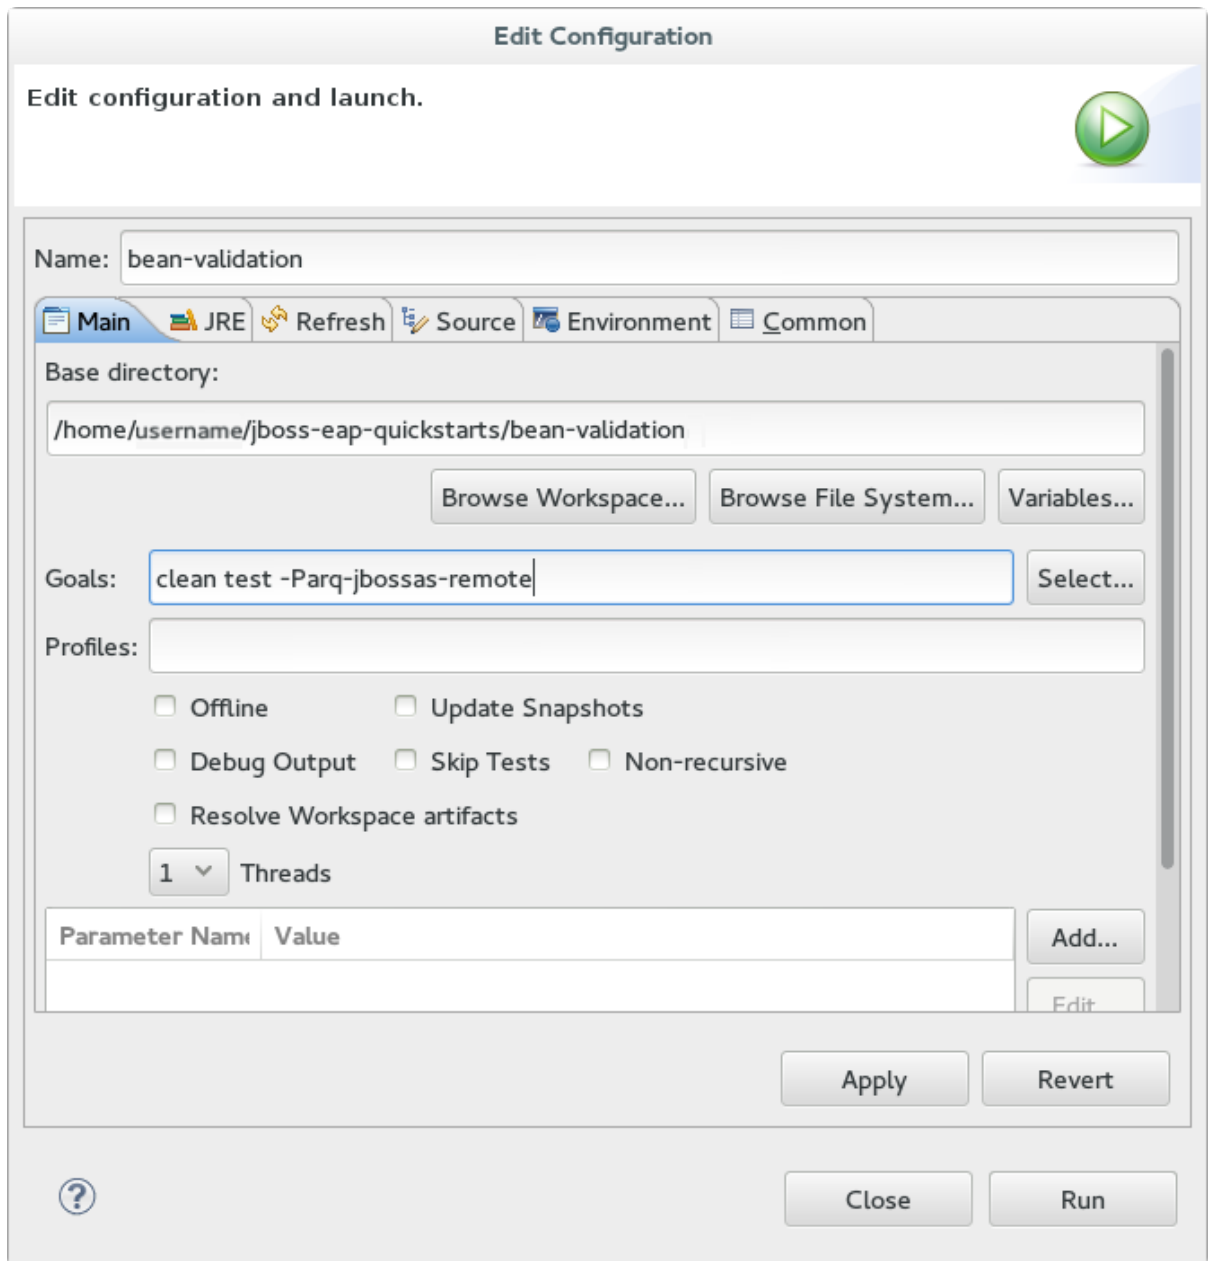 Edit Configuration
Edit configuration and launch.
Name: bean-validation
Main JRE Refresh Source Environment Common
Base directory:
/home/username/jboss-eap-quickstarts/bean-validation
Browse Workspace... Browse File System... Variables...
Goals: clean test -Parq-jbossas-remote Select...
Profiles:
Offline Update Snapshots
Debug Output Skip Tests Non-recursive
Resolve Workspace artifacts
1 Threads
Parameter Name Value Add...
Edit
Apply Revert
? Close Run